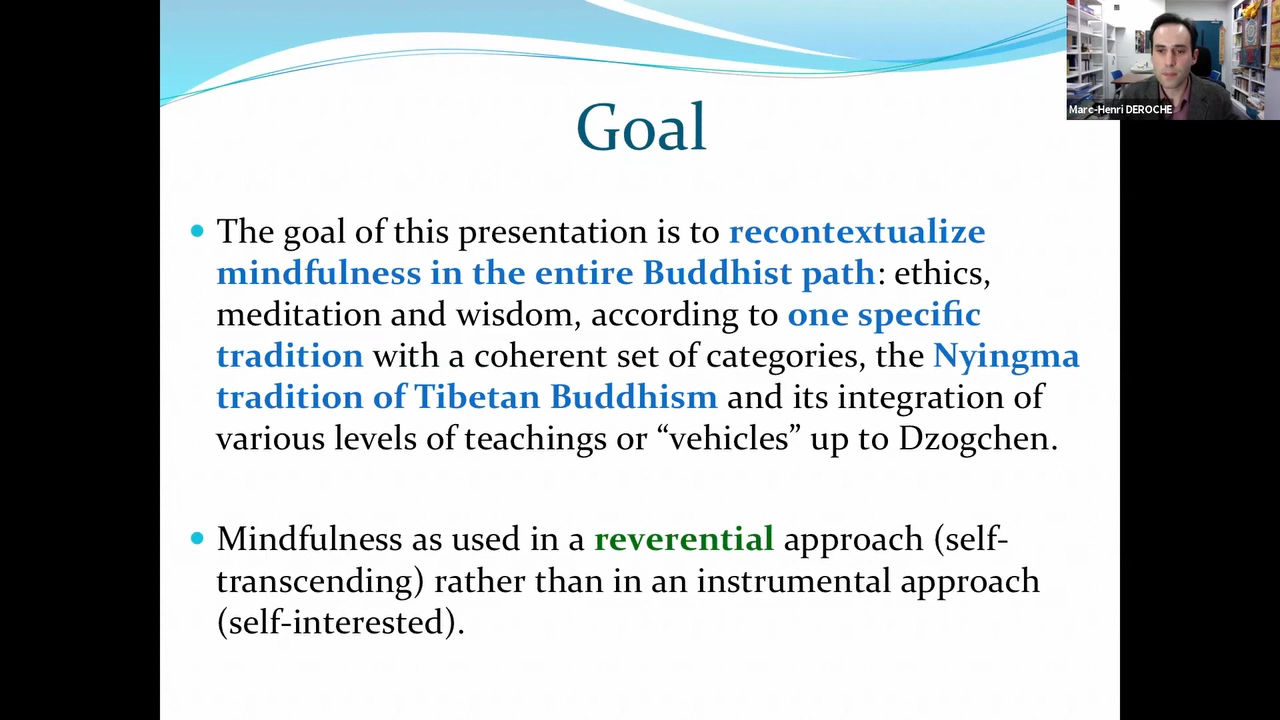 Marc-Henri DEROCHE
Goal
The goal of this presentation is to recontextualize
mindfulness in the entire Buddhist path: ethics,
meditation and wisdom, according to one specific
tradition with a coherent set of categories, the Nyingma
tradition of Tibetan Buddhism and its integration of
various levels of teachings or “vehicles” up to Dzogchen.
Mindfulness as used in a reverential approach (self-
transcending) rather than in an instrumental approach
(self-interested).